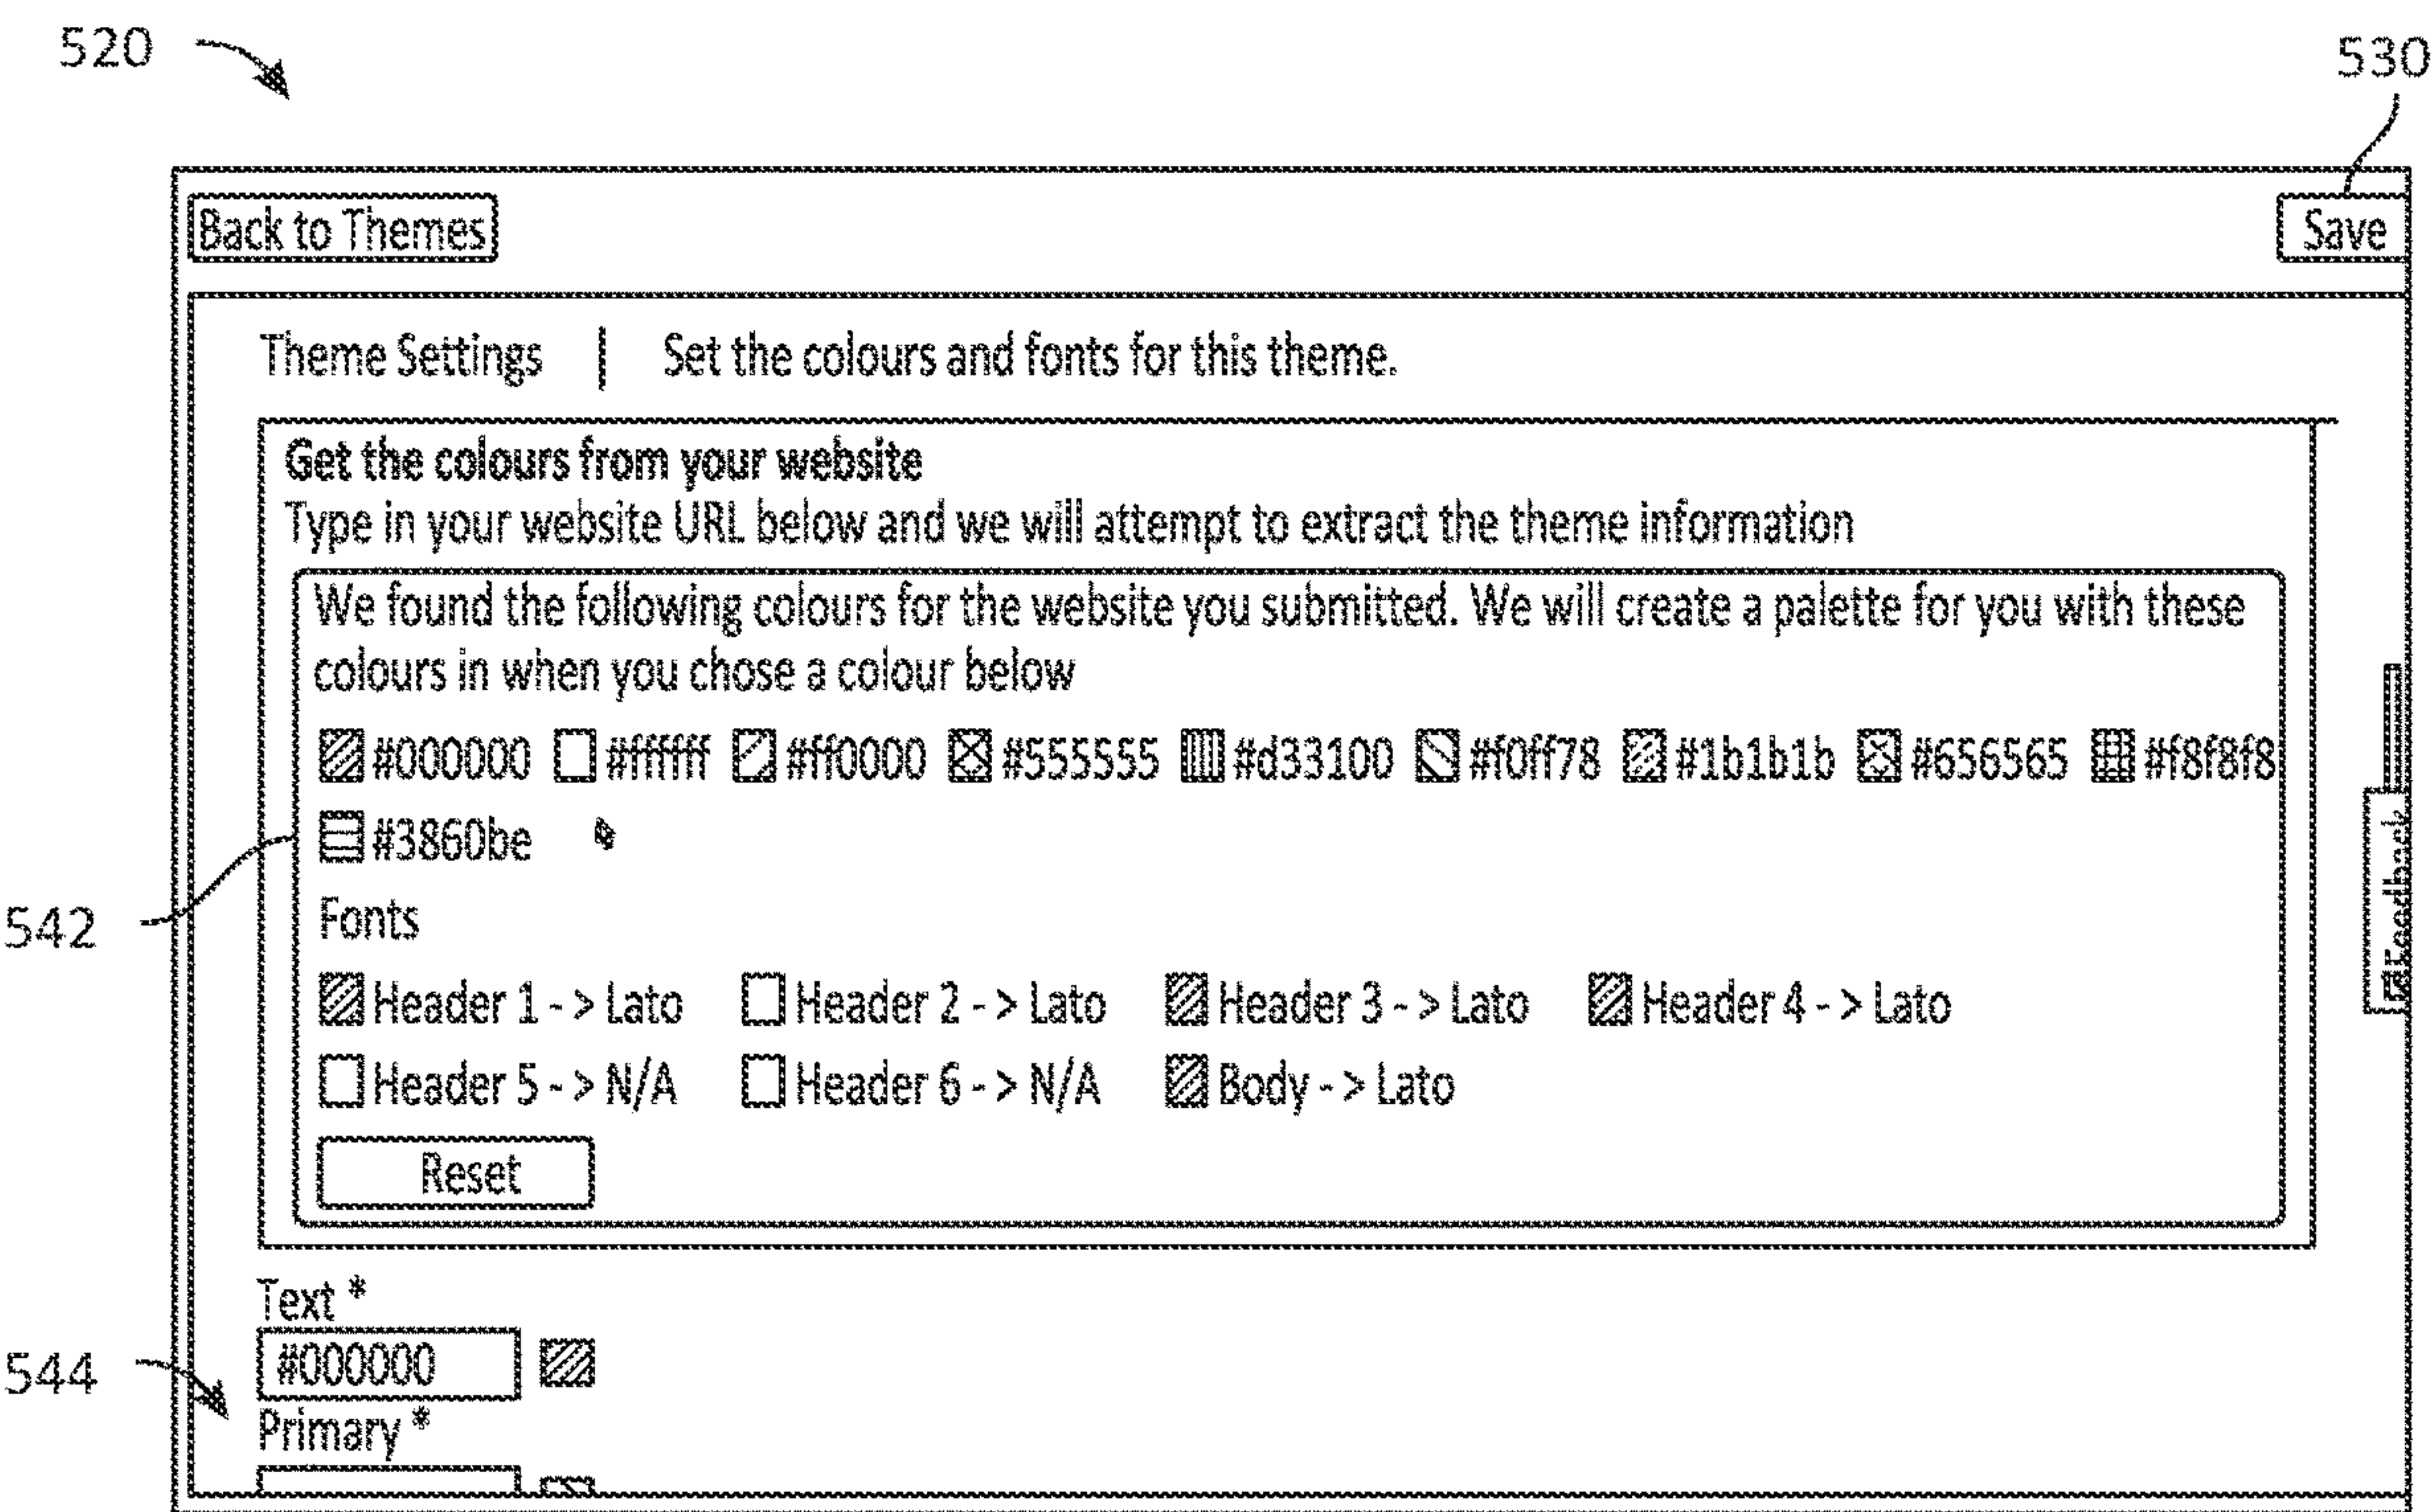 520
530
Back to Themes Save
Theme Settings | Set the colours and fonts for this theme.
Get the colours from your website
Type in your website URL below and we will attempt to extract the theme information
We found the following colours for the website you submitted. We will create a palette for you with these
colours in when you chose a colour below
#000000 #ffffff #ff0000 #555555 #d33100 #f0ff78 #1b1b1b #656565 #f8f8f8
#3860be
Feedback
542
Fonts
Header 1 - > Lato Header 2 - > Lato Header 3 - > Lato Header 4 - > Lato
Header 5 - > N/A Header 6 - > N/A Body - > Lato
Reset
Text *
544
#000000
Primary *